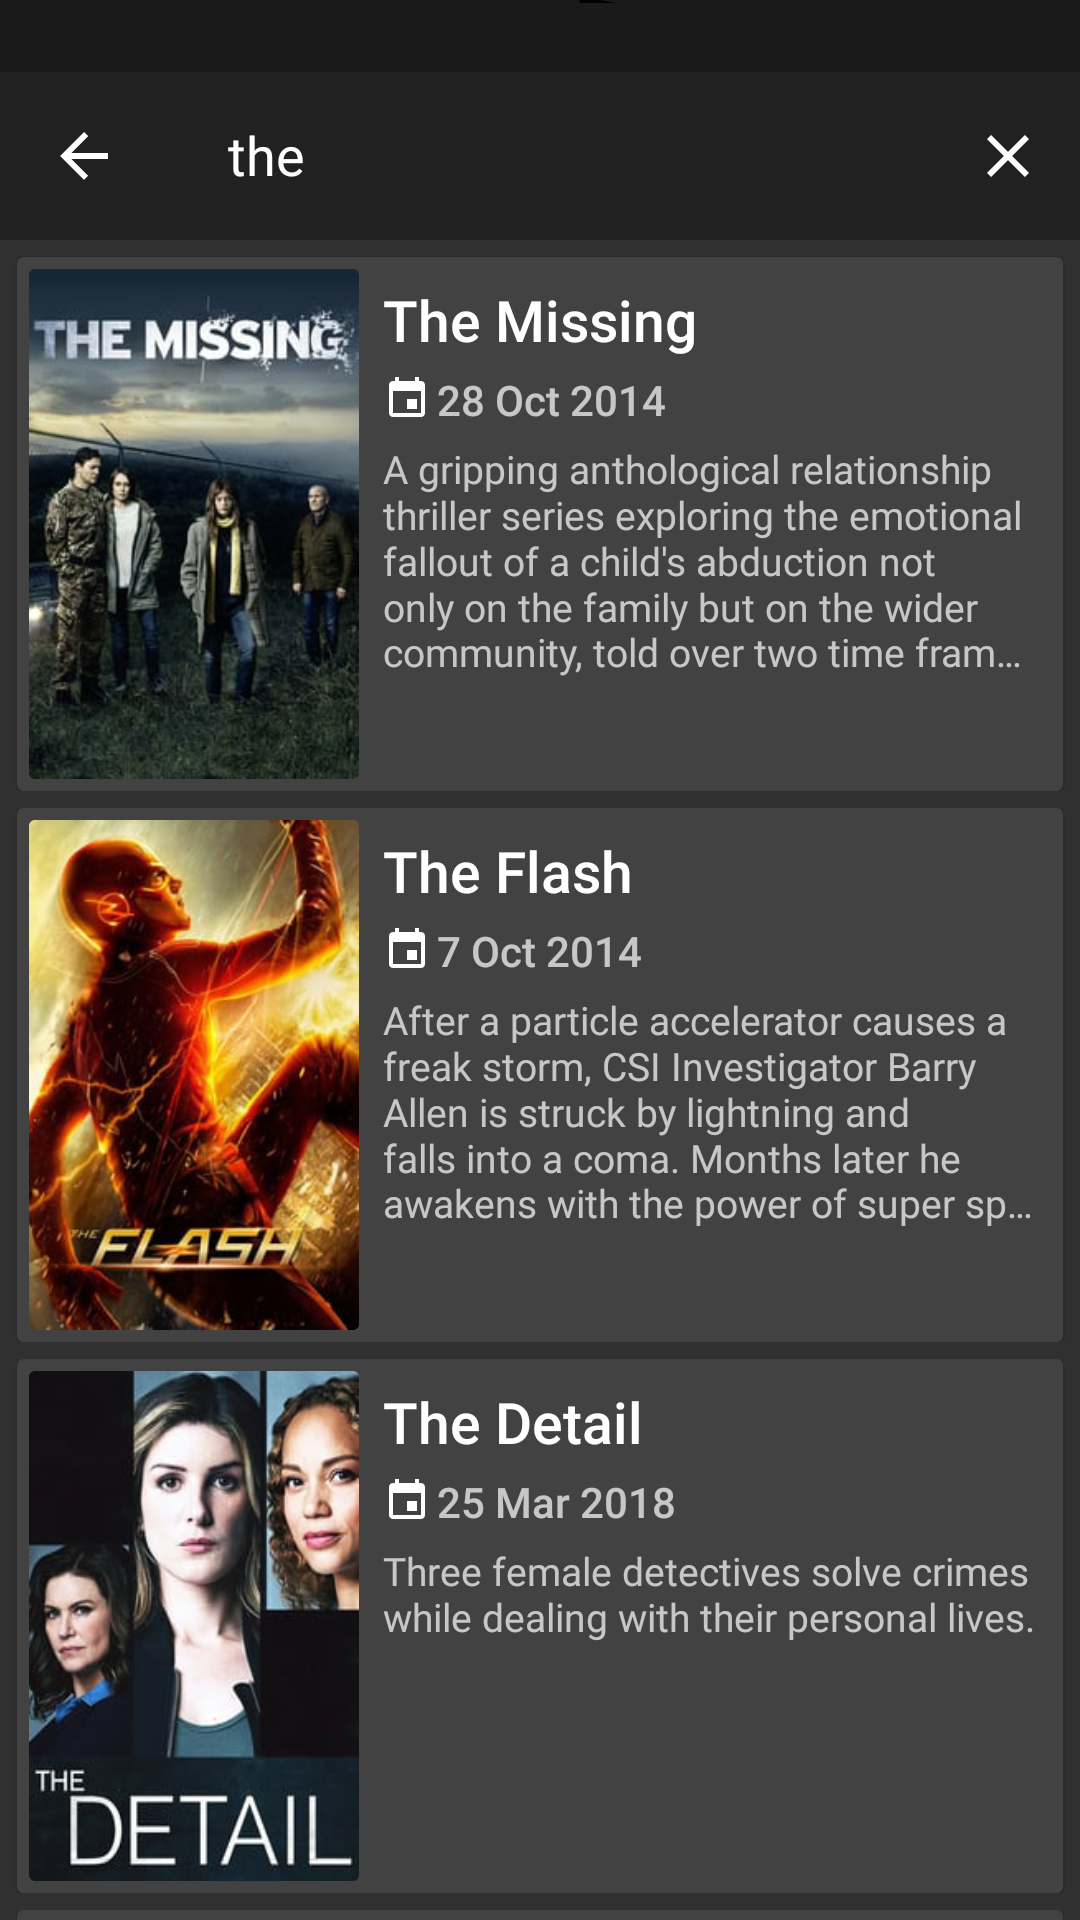 the
THE MISSING
The Missing
28 Oct 2014
A gripping anthological relationship
thriller series exploring the emotional
fallout of a child's abduction not
only on the family but on the wider
community, told over two time fram…
THE
FLASH
The Flash
7 Oct 2014
After a particle accelerator causes a
freak storm, CSI Investigator Barry
Allen is struck by lightning and
falls into a coma. Months later he
awakens with the power of super sp…
THE
DETAIL
The Detail
25 Mar 2018
Three female detectives solve crimes
while dealing with their personal lives.